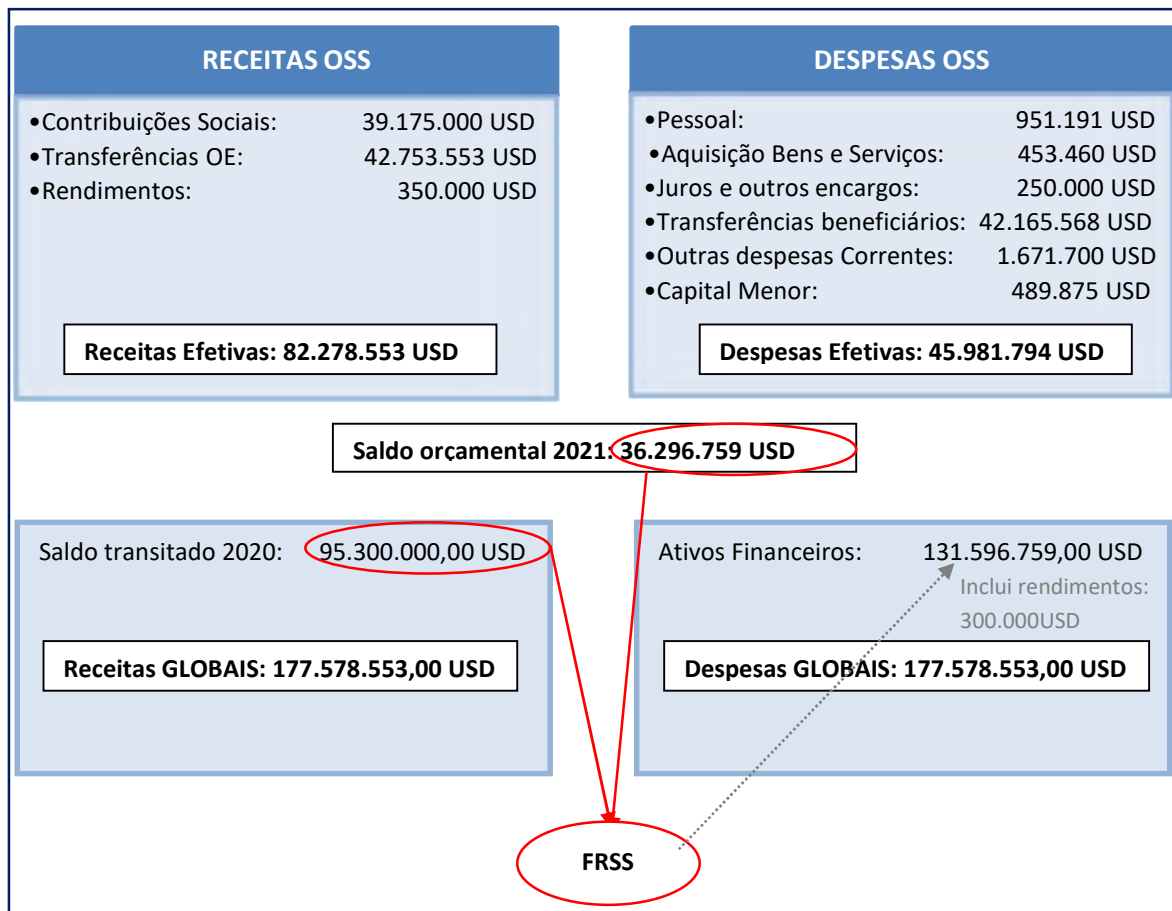 RECEITAS OSS
•Contribuições Sociais: 39.175.000 USD
•Transferências OE: 42.753.553 USD
•Rendimentos: 350.000 USD
Receitas Efetivas: 82.278.553 USD
DESPESAS OSS
•Pessoal: 951.191 USD
•Aquisição Bens e Serviços: 453.460 USD
•Juros e outros encargos: 250.000 USD
•Transferências beneficiários: 42.165.568 USD
•Outras despesas Correntes: 1.671.700 USD
•Capital Menor: 489.875 USD
Despesas Efetivas: 45.981.794 USD
Saldo orçamental 2021: 36.296.759 USD
Saldo transitado 2020: 95.300.000,00 USD
Receitas GLOBAIS: 177.578.553,00 USD
Ativos Financeiros: 131.596.759,00 USD
Inclui rendimentos:
300.000USD
Despesas GLOBAIS: 177.578.553,00 USD
FRSS